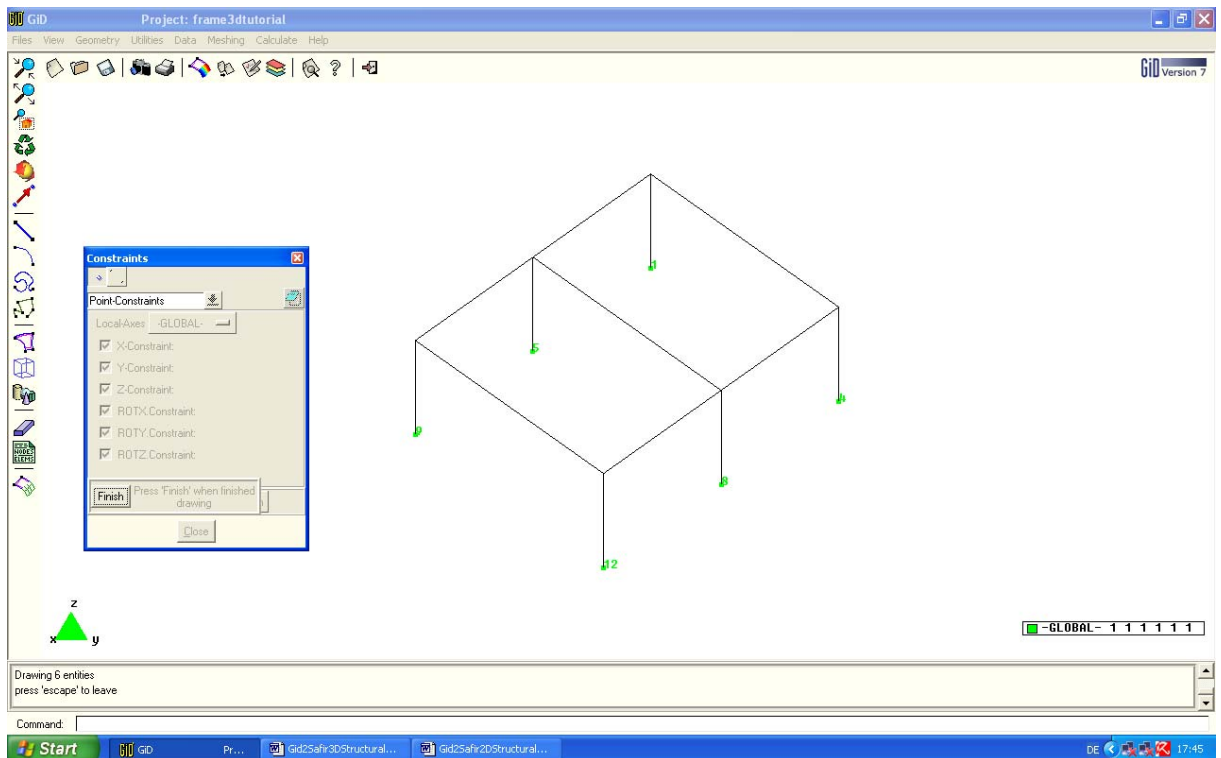 GiD Project: frame3dtutorial
Files View Geometry Utilities Data Meshing Calculate Help
GiD Version 7
Constraints
Point-Constraints
Local-Axes -GLOBAL-
X-Constraint:
Y-Constraint:
Z-Constraint:
ROTX.Constraint:
ROTY.Constraint:
ROTZ.Constraint:
Finish Press 'Finish' when finished
drawing
Close
1
5
4
9
8
12
z
x y
-GLOBAL- 1 1 1 1 1 1
Drawing 6 entities
press 'escape' to leave
Command:
Start GiD Pr... Gid2Safir3DStructural... Gid2Safir2DStructural... DE 17:45